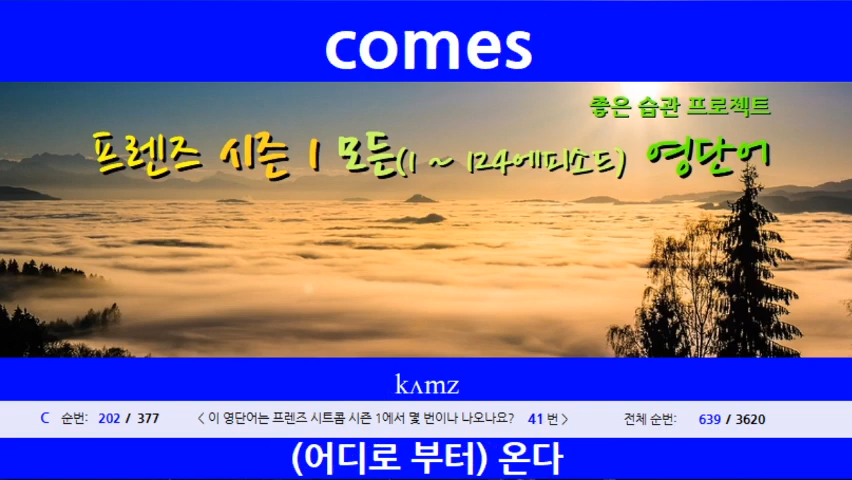 comes
좋은 습관 프로젝트
프렌즈 시즌 1 모든(1 ~ 124에피소드) 영단어
kʌmz
C 순번: 202 / 377 < 이 영단어는 프렌즈 시트콤 시즌 1에서 몇 번이나 나오나요? 41 번 > 전체 순번: 639 / 3620
(어디로 부터) 온다